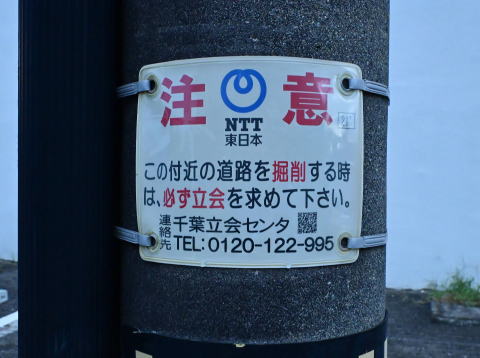 注意
NTT
東日本
この付近の道路を掘削する時
は、必ず立会を求めて下さい。
連絡先 千葉立会センタ
TEL:0120-122-995